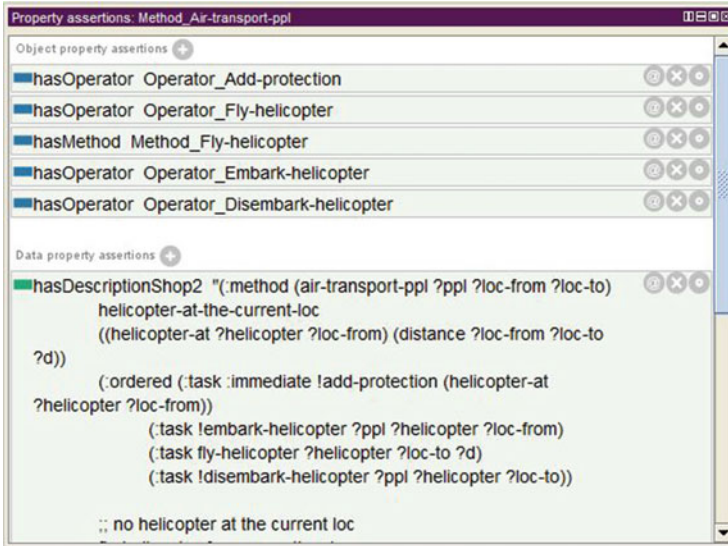 Property assertions: Method_Air-transport-ppl
Object property assertions
hasOperator Operator_Add-protection
hasOperator Operator_Fly-helicopter
hasMethod Method_Fly-helicopter
hasOperator Operator_Embark-helicopter
hasOperator Operator_Disembark-helicopter
Data property assertions
hasDescriptionShop2 "(:method (air-transport-ppl ?ppl ?loc-from ?loc-to)
helicopter-at-the-current-loc
((helicopter-at ?helicopter ?loc-from) (distance ?loc-from ?loc-to
?d))
(:ordered (:task :immediate !add-protection (helicopter-at
?helicopter ?loc-from))
(:task !embark-helicopter ?ppl ?helicopter ?loc-from)
(:task fly-helicopter ?helicopter ?loc-to ?d)
(:task !disembark-helicopter ?ppl ?helicopter ?loc-to))
;; no helicopter at the current loc